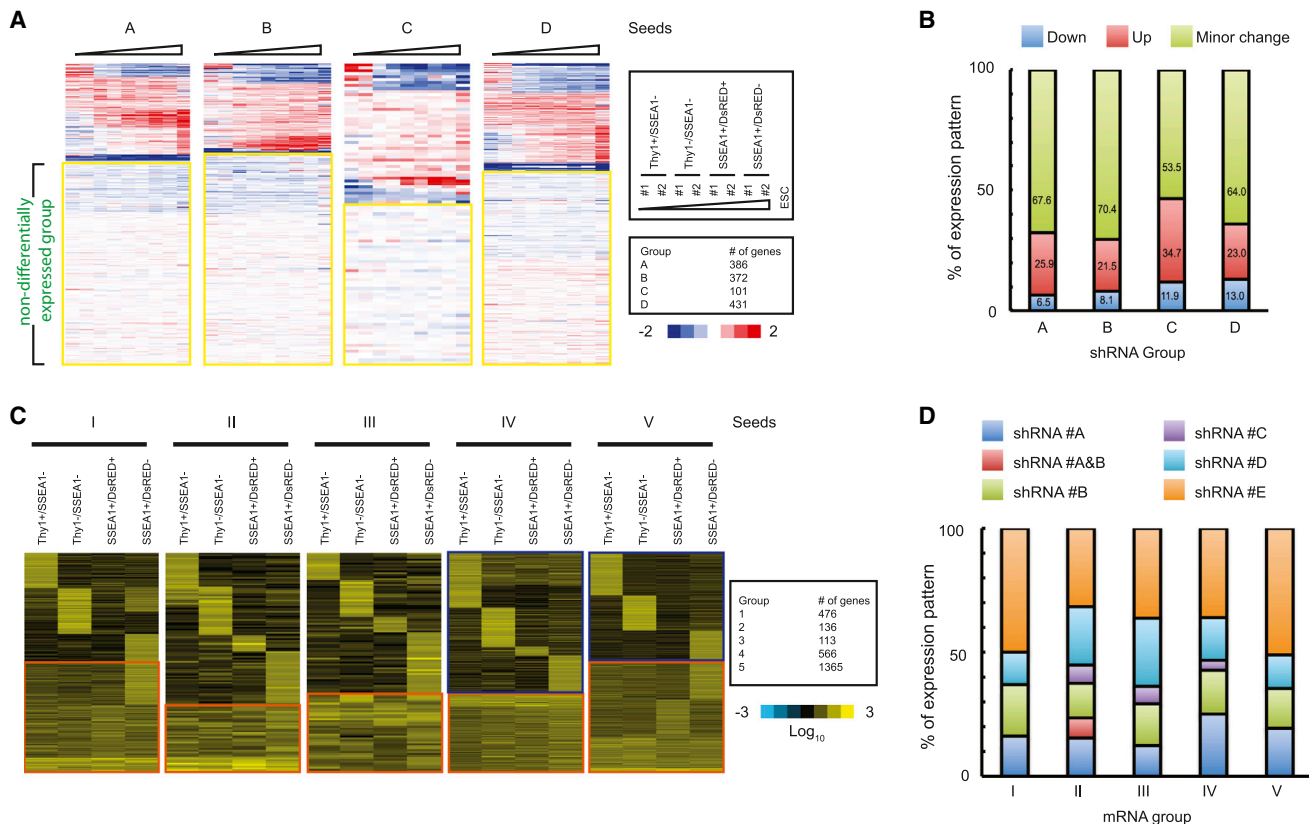 A
A B C D Seeds
non-differentially
expressed group
Thy1+/SSEA1-
Thy1-/SSEA1-
SSEA1+/DsRED+
SSEA1+/DsRED-
#1 #2 #1 #2 #1 #2 #1 #2 ESC
Group # of genes
A 386
B 372
C 101
D 431
-2 2
B
Down Up Minor change
% of expression pattern
100
50
0
67.6 70.4 53.5 64.0
25.9 21.5 34.7 23.0
6.5 8.1 11.9 13.0
A B C D
shRNA Group
C
I II III IV V Seeds
Thy1+/SSEA1- Thy1-/SSEA1- SSEA1+/DsRED+ SSEA1+/DsRED-
Thy1+/SSEA1- Thy1-/SSEA1- SSEA1+/DsRED+ SSEA1+/DsRED-
Thy1+/SSEA1- Thy1-/SSEA1- SSEA1+/DsRED+ SSEA1+/DsRED-
Thy1+/SSEA1- Thy1-/SSEA1- SSEA1+/DsRED+ SSEA1+/DsRED-
Thy1+/SSEA1- Thy1-/SSEA1- SSEA1+/DsRED+ SSEA1+/DsRED-
Group # of genes
1 476
2 136
3 113
4 566
5 1365
-3 3
Log10
D
shRNA #A shRNA #C
shRNA #A&B shRNA #D
shRNA #B shRNA #E
% of expression pattern
100
50
0
I II III IV V
mRNA group